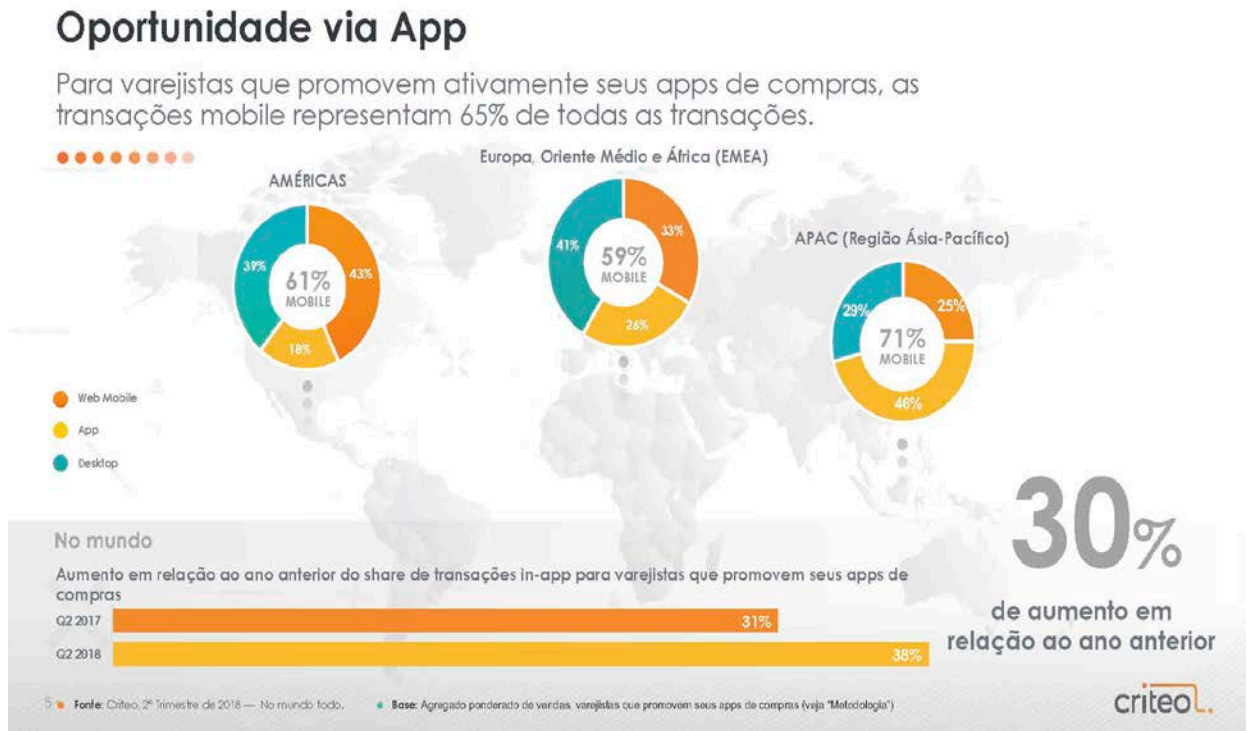 Oportunidade via App
Para varejistas que promovem ativamente seus apps de compras, as
transações mobile representam 65% de todas as transações.
Europa, Oriente Médio e África (EMEA)
AMÉRICAS
APAC (Região Ásia-Pacífico)
39%
43%
61%
MOBILE
18%
41%
33%
59%
MOBILE
26%
29%
25%
71%
MOBILE
46%
Web Mobile
App
Desktop
30%
de aumento em
relação ao ano anterior
No mundo
Aumento em relação ao ano anterior do share de transações in-app para varejistas que promovem seus apps de
compras
Q2 2017
31%
Q2 2018
38%
5
Fonte: Criteo, 2º Trimestre de 2018 — No mundo todo.
Base: Agregado ponderado de vendas, varejistas que promovem seus apps de compras (veja "Metodologia")
criteo